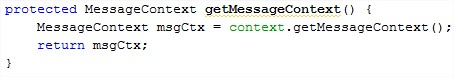 protected MessageContext getMessageContext() {
    MessageContext msgCtx = context.getMessageContext();
    return msgCtx;
}